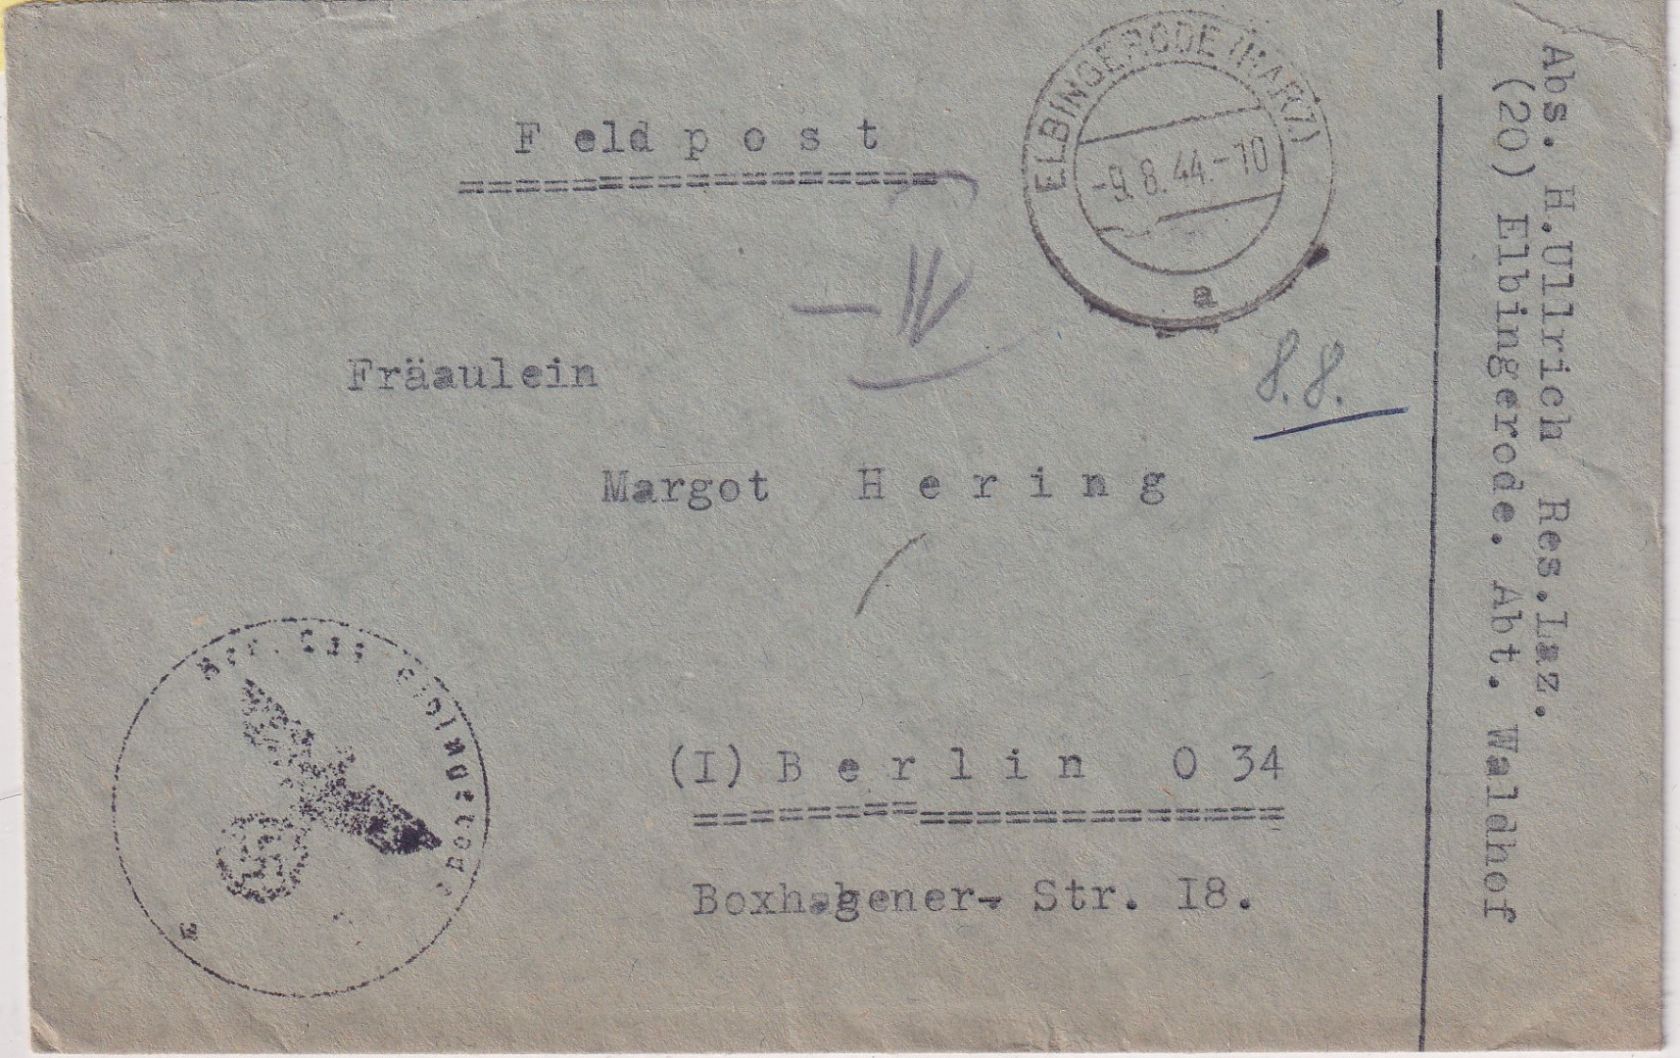 Feldpost
ELBINGERODE (HARZ)
-9.8.44.-10
a
Fräaulein
8.8.
Margot Hering
(I) Berlin O 34
Boxhagener- Str. I8.
Abs. H.Ullrich Res.Laz.
(20) Elbingerode. Abt. Waldhof